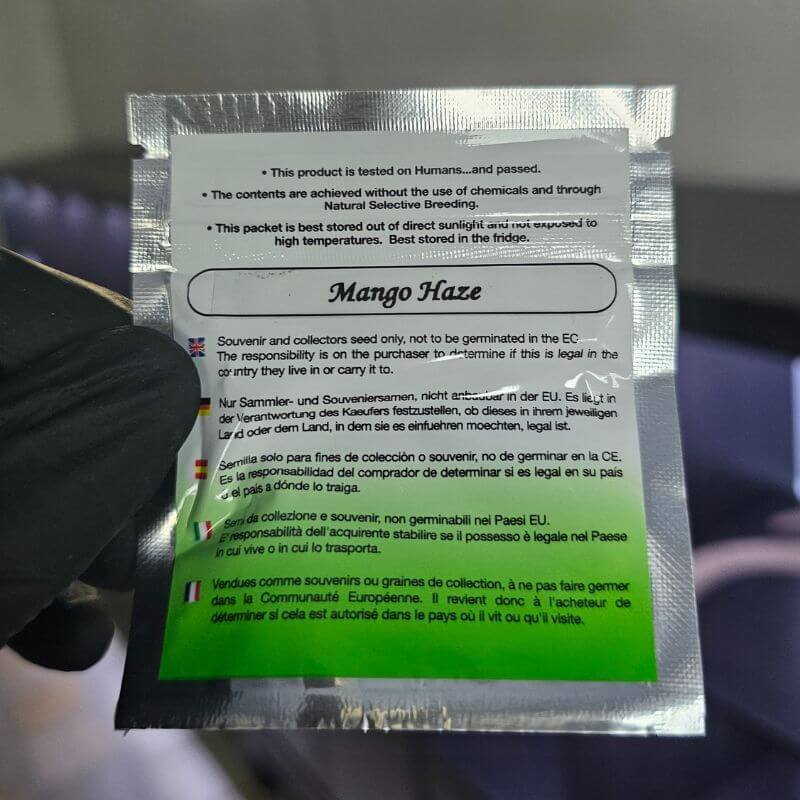 • This product is tested on Humans...and passed.
• The contents are achieved without the use of chemicals and through
Natural Selective Breeding.
• This packet is best stored out of direct sunlight and not exposed to
high temperatures. Best stored in the fridge.
Mango Haze
Souvenir and collectors seed only, not to be germinated in the EC
The responsibility is on the purchaser to determine if this is legal in the
country they live in or carry it to.
Nur Sammler- und Souveniersamen, nicht anbaubar in der EU. Es liegt in
der Verantwortung des Kaeufers festzustellen, ob dieses in ihrem jeweiligen
Land oder dem Land, in dem sie es einfuehren moechten, legal ist.
Semilla solo para fines de colección o souvenir, no de germinar en la CE.
Es la responsabilidad del comprador de determinar si es legal en su país
o el país a dónde lo traiga.
Semi da collezione e souvenir, non germinabili nel Paesi EU.
E' responsabilità dell'acquirente stabilire se il possesso è legale nel Paese
in cui vive o in cui lo trasporta.
Vendues comme souvenirs ou graines de collection, à ne pas faire germer
dans la Communauté Européenne. Il revient donc à l'acheteur de
déterminer si cela est autorisé dans le pays où il vit ou qu'il visite.